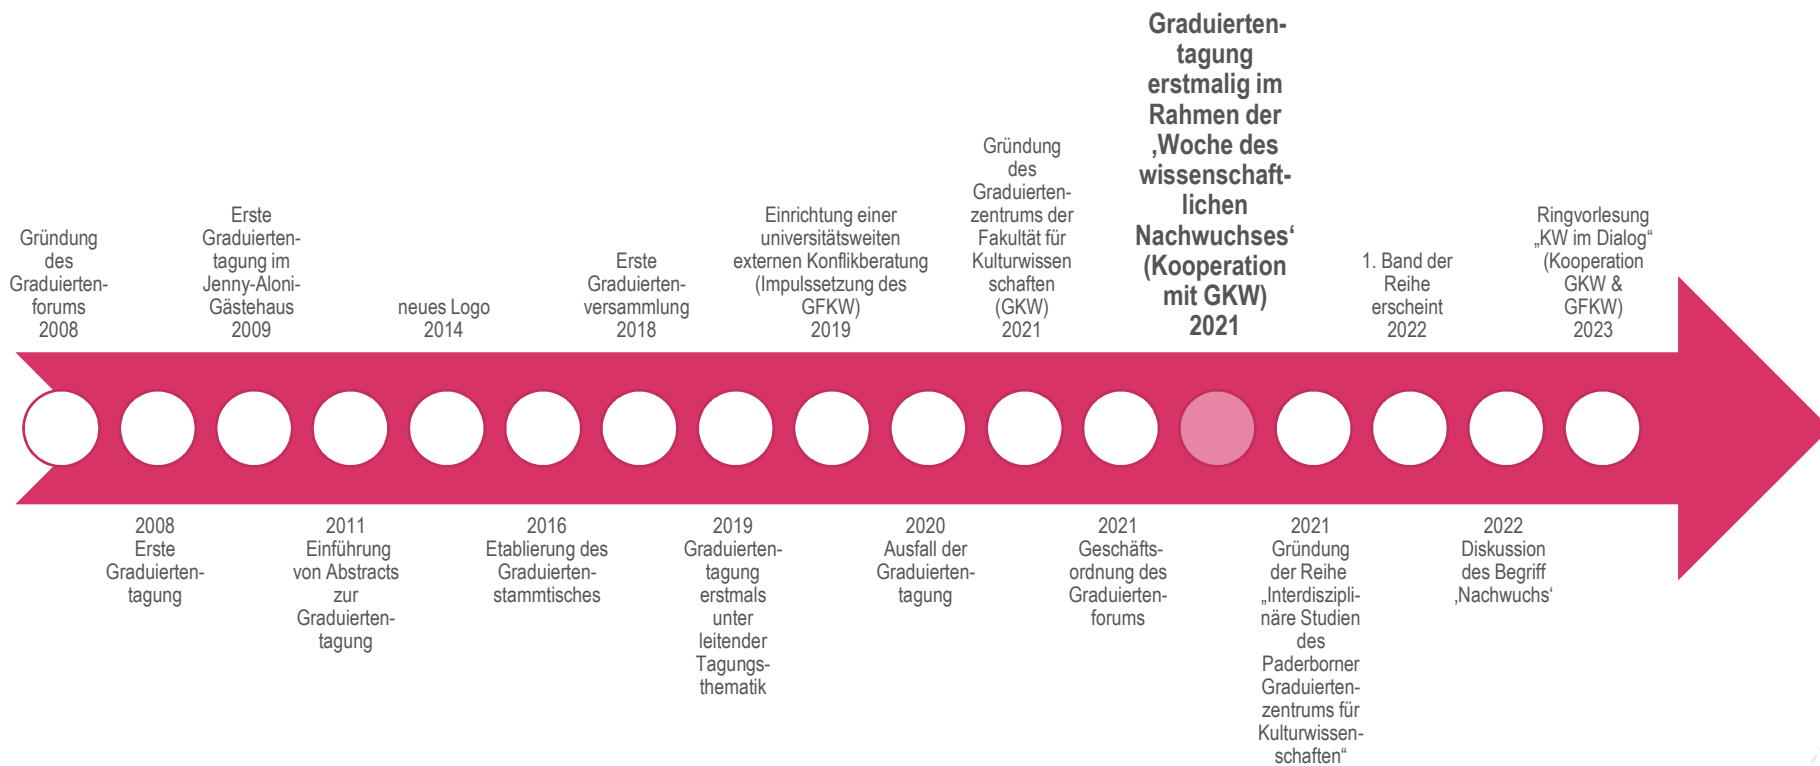 Gründung
des
Graduierten-
forums
2008
2008
Erste
Graduierten-
tagung
Erste
Graduierten-
tagung im
Jenny-Aloni-
Gästehaus
2009
2011
Einführung
von Abstracts
zur
Graduierten-
tagung
neues Logo
2014
2016
Etablierung des
Graduierten-
stammtisches
Erste
Graduierten-
versammlung
2018
2019
Graduierten-
tagung
erstmals
unter
leitender
Tagungs-
thematik
Einrichtung einer
universitätsweiten
externen Konflikberatung
(Impulssetzung des
GFKW)
2019
2020
Ausfall der
Graduierten-
tagung
Gründung
des
Graduierten-
zentrums der
Fakultät für
Kulturwissen
schaften
(GKW)
2021
2021
Geschäfts-
ordnung des
Graduierten-
forums
Graduierten-
tagung
erstmalig im
Rahmen der
‚Woche des
wissenschaft-
lichen
Nachwuchses‘
(Kooperation
mit GKW)
2021
2021
Gründung
der Reihe
„Interdiszipli-
näre Studien
des
Paderborner
Graduierten-
zentrums für
Kulturwissen-
schaften“
1. Band der
Reihe
erscheint
2022
2022
Diskussion
des Begriff
‚Nachwuchs‘
Ringvorlesung
„KW im Dialog“
(Kooperation
GKW &
GFKW)
2023